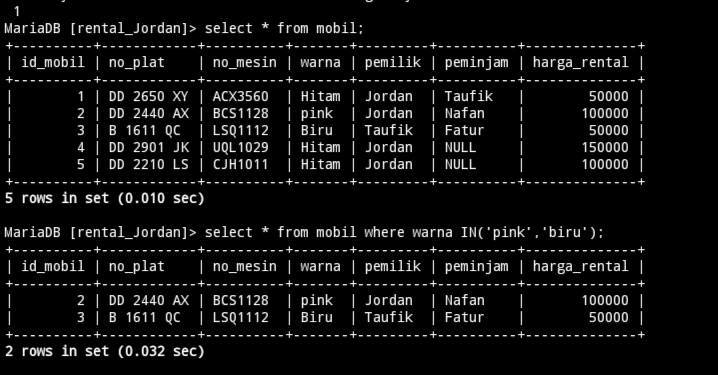 1
MariaDB [rental_Jordan]> select * from mobil;
+----------+------------+----------+-------+---------+----------+--------------+
| id_mobil | no_plat    | no_mesin | warna | pemilik | peminjam | harga_rental |
+----------+------------+----------+-------+---------+----------+--------------+
|        1 | DD 2650 XY | ACX3560  | Hitam | Jordan  | Taufik   |        50000 |
|        2 | DD 2440 AX | BCS1128  | pink  | Jordan  | Nafan    |       100000 |
|        3 | B 1611 QC  | LSQ1112  | Biru  | Taufik  | Fatur    |        50000 |
|        4 | DD 2901 JK | UQL1029  | Hitam | Jordan  | NULL     |       150000 |
|        5 | DD 2210 LS | CJH1011  | Hitam | Jordan  | NULL     |       100000 |
+----------+------------+----------+-------+---------+----------+--------------+
5 rows in set (0.010 sec)
MariaDB [rental_Jordan]> select * from mobil where warna IN('pink','biru');
+----------+------------+----------+-------+---------+----------+--------------+
| id_mobil | no_plat    | no_mesin | warna | pemilik | peminjam | harga_rental |
+----------+------------+----------+-------+---------+----------+--------------+
|        2 | DD 2440 AX | BCS1128  | pink  | Jordan  | Nafan    |       100000 |
|        3 | B 1611 QC  | LSQ1112  | Biru  | Taufik  | Fatur    |        50000 |
+----------+------------+----------+-------+---------+----------+--------------+
2 rows in set (0.032 sec)